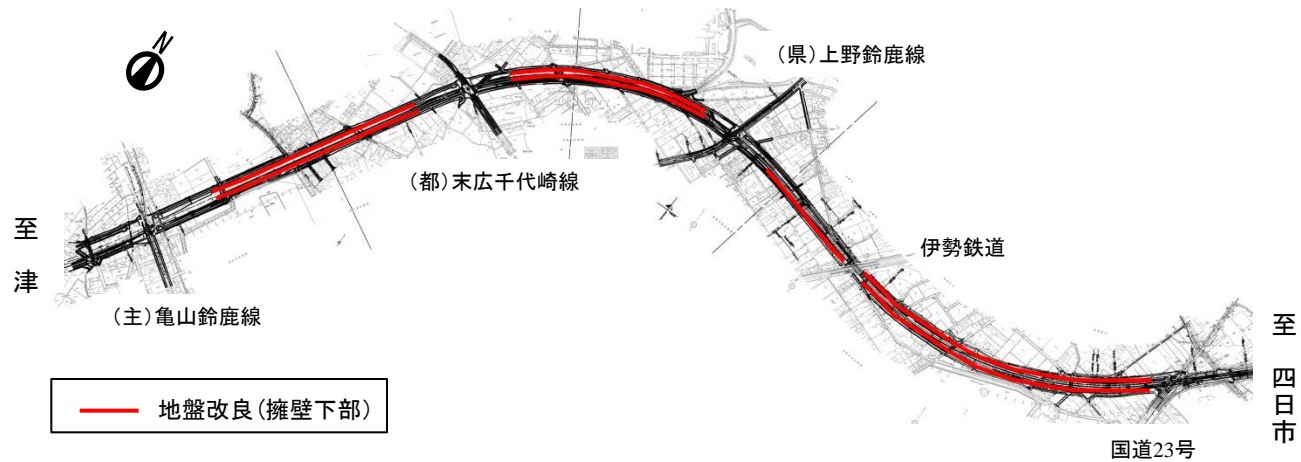 N
(県)上野鈴鹿線
(都)末広千代崎線
至 津
伊勢鉄道
(主)亀山鈴鹿線
至 四日市
地盤改良(擁壁下部)
国道23号